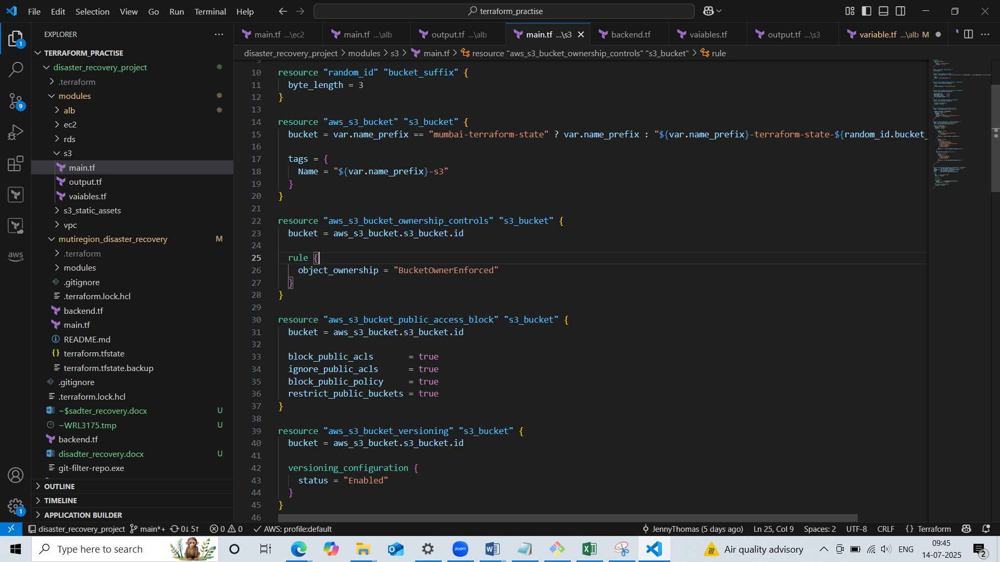 File Edit Selection View Go Run Terminal Help
terraform_practise
EXPLORER
TERRAFORM_PRACTISE
disaster_recovery_project
.terraform
modules
alb
ec2
rds
s3
main.tf
output.tf
vaiables.tf
s3_static_assets
vpc
mutiregion_disaster_recovery M
.terraform
modules
.gitignore
.terraform.lock.hcl
backend.tf
main.tf
README.md
terraform.tfstate
terraform.tfstate.backup
.gitignore
.terraform.lock.hcl
~$sadter_recovery.docx U
~WRL3175.tmp U
backend.tf
disadter_recovery.docx U
git-filter-repo.exe
OUTLINE
TIMELINE
APPLICATION BUILDER
1
9
aws
1
main.tf ...\ec2 main.tf ...\alb output.tf ...\alb main.tf ...\s3 backend.tf vaiables.tf output.tf ...\s3 variable.tf ...\alb M
disaster_recovery_project > modules > s3 > main.tf > resource "aws_s3_bucket_ownership_controls" "s3_bucket" > rule
9
10 resource "random_id" "bucket_suffix" {
11 byte_length = 3
12 }
13
14 resource "aws_s3_bucket" "s3_bucket" {
15 bucket = var.name_prefix == "mumbai-terraform-state" ? var.name_prefix : "${var.name_prefix}-terraform-state-${random_id.bucket_
16
17 tags = {
18 Name = "${var.name_prefix}-s3"
19 }
20 }
21
22 resource "aws_s3_bucket_ownership_controls" "s3_bucket" {
23 bucket = aws_s3_bucket.s3_bucket.id
24
25 rule {
26 object_ownership = "BucketOwnerEnforced"
27 }
28 }
29
30 resource "aws_s3_bucket_public_access_block" "s3_bucket" {
31 bucket = aws_s3_bucket.s3_bucket.id
32
33 block_public_acls = true
34 ignore_public_acls = true
35 block_public_policy = true
36 restrict_public_buckets = true
37 }
38
39 resource "aws_s3_bucket_versioning" "s3_bucket" {
40 bucket = aws_s3_bucket.s3_bucket.id
41
42 versioning_configuration {
43 status = "Enabled"
44 }
45 }
46
disaster_recovery_project main*+ 0↓ 5↑ 0 0 AWS: profile:default JennyThomas (5 days ago) Ln 25, Col 9 Spaces: 2 UTF-8 CRLF {} Terraform
Type here to search zoom Air quality advisory ENG
09:45
14-07-2025
2